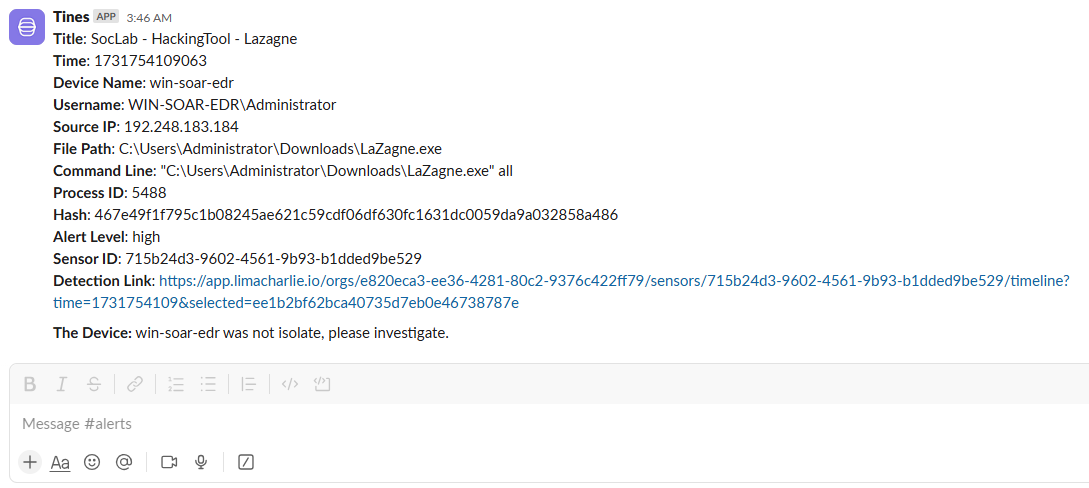 Tines APP 3:46 AM
Title: SocLab - HackingTool - Lazagne
Time: 1731754109063
Device Name: win-soar-edr
Username: WIN-SOAR-EDR\Administrator
Source IP: 192.248.183.184
File Path: C:\Users\Administrator\Downloads\LaZagne.exe
Command Line: "C:\Users\Administrator\Downloads\LaZagne.exe" all
Process ID: 5488
Hash: 467e49f1f795c1b08245ae621c59cdf06df630fc1631dc0059da9a032858a486
Alert Level: high
Sensor ID: 715b24d3-9602-4561-9b93-b1dded9be529
Detection Link: https://app.limacharlie.io/orgs/e820eca3-ee36-4281-80c2-9376c422ff79/sensors/715b24d3-9602-4561-9b93-b1dded9be529/timeline?
time=1731754109&selected=ee1b2bf62bca40735d7eb0e46738787e
The Device: win-soar-edr was not isolate, please investigate.
B I S
Message #alerts
+ Aa @